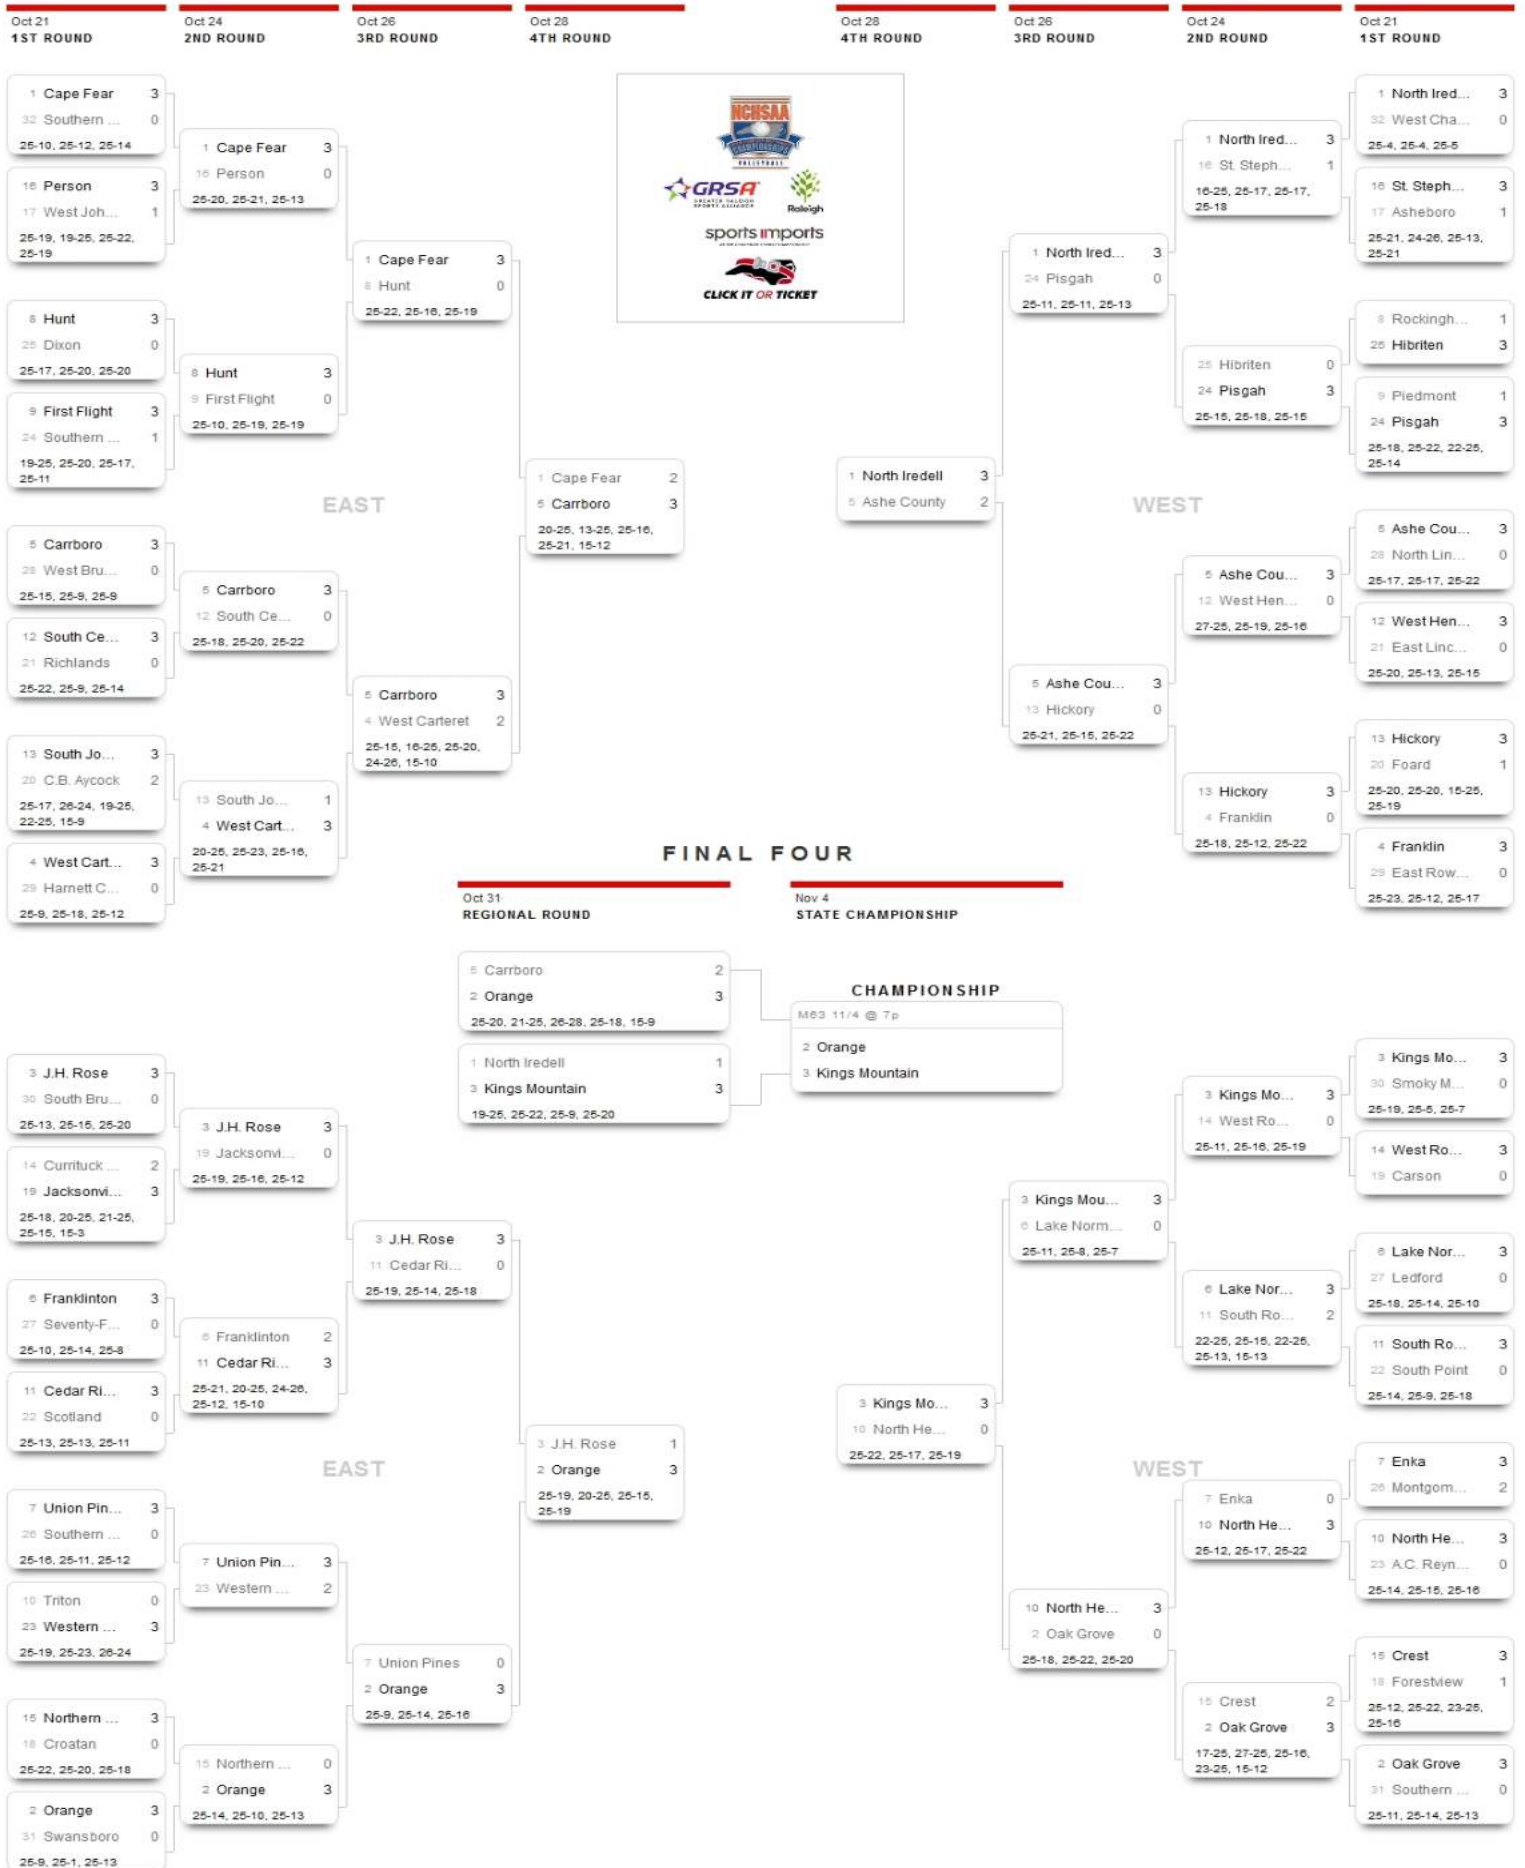 Oct 21
1ST ROUND
Oct 24
2ND ROUND
Oct 26
3RD ROUND
Oct 28
4TH ROUND
Oct 28
4TH ROUND
Oct 26
3RD ROUND
Oct 24
2ND ROUND
Oct 21
1ST ROUND
NCHSAA
CHAMPIONSHIPS
VOLLEYBALL
GRSA
GREATER RALEIGH
SPORTS ALLIANCE
Raleigh
sports imports
CLICK IT OR TICKET
1 Cape Fear 3
32 Southern ... 0
25-10, 25-12, 25-14
16 Person 3
17 West Joh... 1
25-19, 19-25, 25-22,
25-19
8 Hunt 3
25 Dixon 0
25-17, 25-20, 25-20
9 First Flight 3
24 Southern ... 1
19-25, 25-20, 25-17,
25-11
5 Carrboro 3
28 West Bru... 0
25-15, 25-9, 25-9
12 South Ce... 3
21 Richlands 0
25-22, 25-9, 25-14
13 South Jo... 3
20 C.B. Aycock 2
25-17, 26-24, 19-25,
22-25, 15-9
4 West Cart... 3
29 Harnett C... 0
25-9, 25-18, 25-12
1 Cape Fear 3
16 Person 0
25-20, 25-21, 25-13
8 Hunt 3
9 First Flight 0
25-10, 25-19, 25-19
5 Carrboro 3
12 South Ce... 0
25-18, 25-20, 25-22
13 South Jo... 1
4 West Cart... 3
20-25, 25-23, 25-16,
25-21
1 Cape Fear 3
8 Hunt 0
25-22, 25-16, 25-19
5 Carrboro 3
4 West Carteret 2
25-15, 16-25, 25-20,
24-26, 15-10
EAST
1 Cape Fear 2
5 Carrboro 3
20-25, 13-25, 25-16,
25-21, 15-12
1 North Iredell 3
5 Ashe County 2
WEST
1 North Ired... 3
24 Pisgah 0
25-11, 25-11, 25-13
5 Ashe Cou... 3
13 Hickory 0
25-21, 25-15, 25-22
1 North Ired... 3
16 St. Steph... 1
16-25, 25-17, 25-17,
25-18
25 Hibriten 0
24 Pisgah 3
25-15, 25-18, 25-15
5 Ashe Cou... 3
12 West Hen... 0
27-25, 25-19, 25-16
13 Hickory 3
4 Franklin 0
25-18, 25-12, 25-22
1 North Ired... 3
32 West Cha... 0
25-4, 25-4, 25-5
16 St. Steph... 3
17 Asheboro 1
25-21, 24-26, 25-13,
25-21
8 Rockingh... 1
25 Hibriten 3
9 Piedmont 1
24 Pisgah 3
25-18, 25-22, 22-25,
25-14
5 Ashe Cou... 3
28 North Lin... 0
25-17, 25-17, 25-22
12 West Hen... 3
21 East Linc... 0
25-20, 25-13, 25-15
13 Hickory 3
20 Foard 1
25-20, 25-20, 15-25,
25-19
4 Franklin 3
29 East Row... 0
25-23, 25-12, 25-17
FINAL FOUR
Oct 31
REGIONAL ROUND
Nov 4
STATE CHAMPIONSHIP
5 Carrboro 2
2 Orange 3
25-20, 21-25, 26-28, 25-18, 15-9
1 North Iredell 1
3 Kings Mountain 3
19-25, 25-22, 25-9, 25-20
CHAMPIONSHIP
M63 11/4 @ 7p
2 Orange
3 Kings Mountain
3 J.H. Rose 3
30 South Bru... 0
25-13, 25-15, 25-20
14 Currituck ... 2
19 Jacksonvi... 3
25-18, 20-25, 21-25,
25-15, 15-3
6 Franklinton 3
27 Seventy-F... 0
25-10, 25-14, 25-8
11 Cedar Ri... 3
22 Scotland 0
25-13, 25-13, 25-11
7 Union Pin... 3
26 Southern ... 0
25-16, 25-11, 25-12
10 Triton 0
23 Western ... 3
25-19, 25-23, 26-24
15 Northern ... 3
18 Croatan 0
25-22, 25-20, 25-18
2 Orange 3
31 Swansboro 0
25-9, 25-1, 25-13
3 J.H. Rose 3
19 Jacksonvi... 0
25-19, 25-16, 25-12
6 Franklinton 2
11 Cedar Ri... 3
25-21, 20-25, 24-26,
25-12, 15-10
7 Union Pin... 3
23 Western ... 2
15 Northern ... 0
2 Orange 3
25-14, 25-10, 25-13
3 J.H. Rose 3
11 Cedar Ri... 0
25-19, 25-14, 25-18
7 Union Pines 0
2 Orange 3
25-9, 25-14, 25-16
EAST
3 J.H. Rose 1
2 Orange 3
25-19, 20-25, 25-15,
25-19
3 Kings Mo... 3
10 North He... 0
25-22, 25-17, 25-19
WEST
3 Kings Mou... 3
6 Lake Norm... 0
25-11, 25-8, 25-7
10 North He... 3
2 Oak Grove 0
25-18, 25-22, 25-20
3 Kings Mo... 3
14 West Ro... 0
25-11, 25-16, 25-19
6 Lake Nor... 3
11 South Ro... 2
22-25, 25-15, 22-25,
25-13, 15-13
7 Enka 0
10 North He... 3
25-12, 25-17, 25-22
15 Crest 2
2 Oak Grove 3
17-25, 27-25, 25-16,
23-25, 15-12
3 Kings Mo... 3
30 Smoky M... 0
25-19, 25-5, 25-7
14 West Ro... 3
19 Carson 0
6 Lake Nor... 3
27 Ledford 0
25-18, 25-14, 25-10
11 South Ro... 3
22 South Point 0
25-14, 25-9, 25-18
7 Enka 3
26 Montgom... 2
10 North He... 3
23 A.C. Reyn... 0
25-14, 25-15, 25-16
15 Crest 3
18 Forestview 1
25-12, 25-22, 23-25,
25-16
2 Oak Grove 3
31 Southern ... 0
25-11, 25-14, 25-13